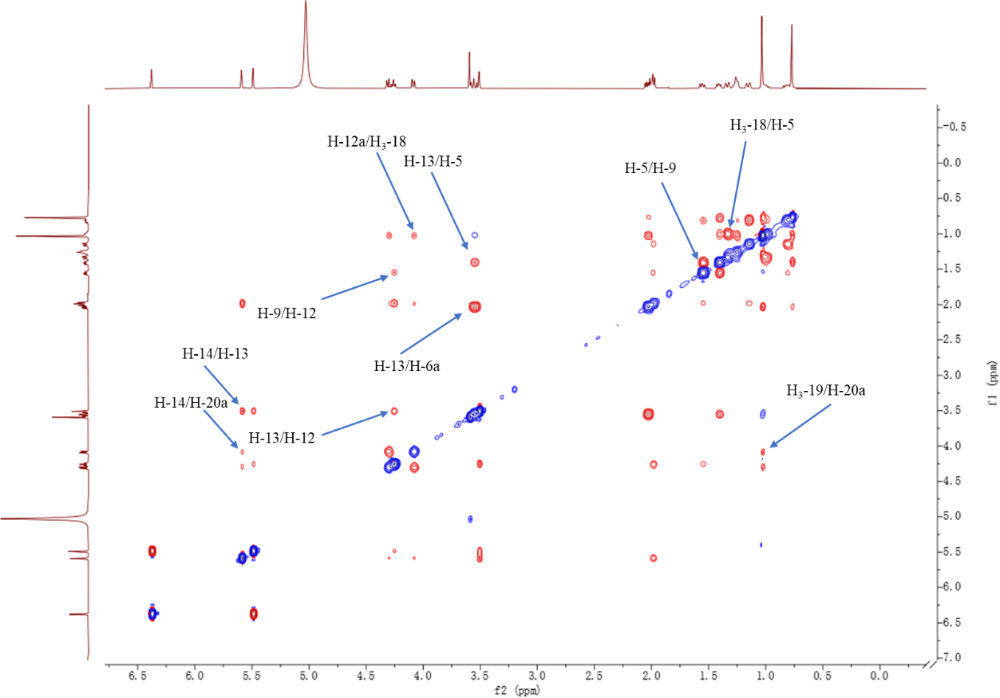 H₃-18/H-5
H-12a/H₃-18
H-13/H-5
H-5/H-9
H-9/H-12
H-14/H-13
H-13/H-6a
H-14/H-20a
H₃-19/H-20a
H-13/H-12
-0.5
0.0
0.5
1.0
1.5
2.0
2.5
3.0
3.5
4.0
4.5
5.0
5.5
6.0
6.5
7.0
f1 (ppm)
6.5 6.0 5.5 5.0 4.5 4.0 3.5 3.0 2.5 2.0 1.5 1.0 0.5 0.0
f2 (ppm)